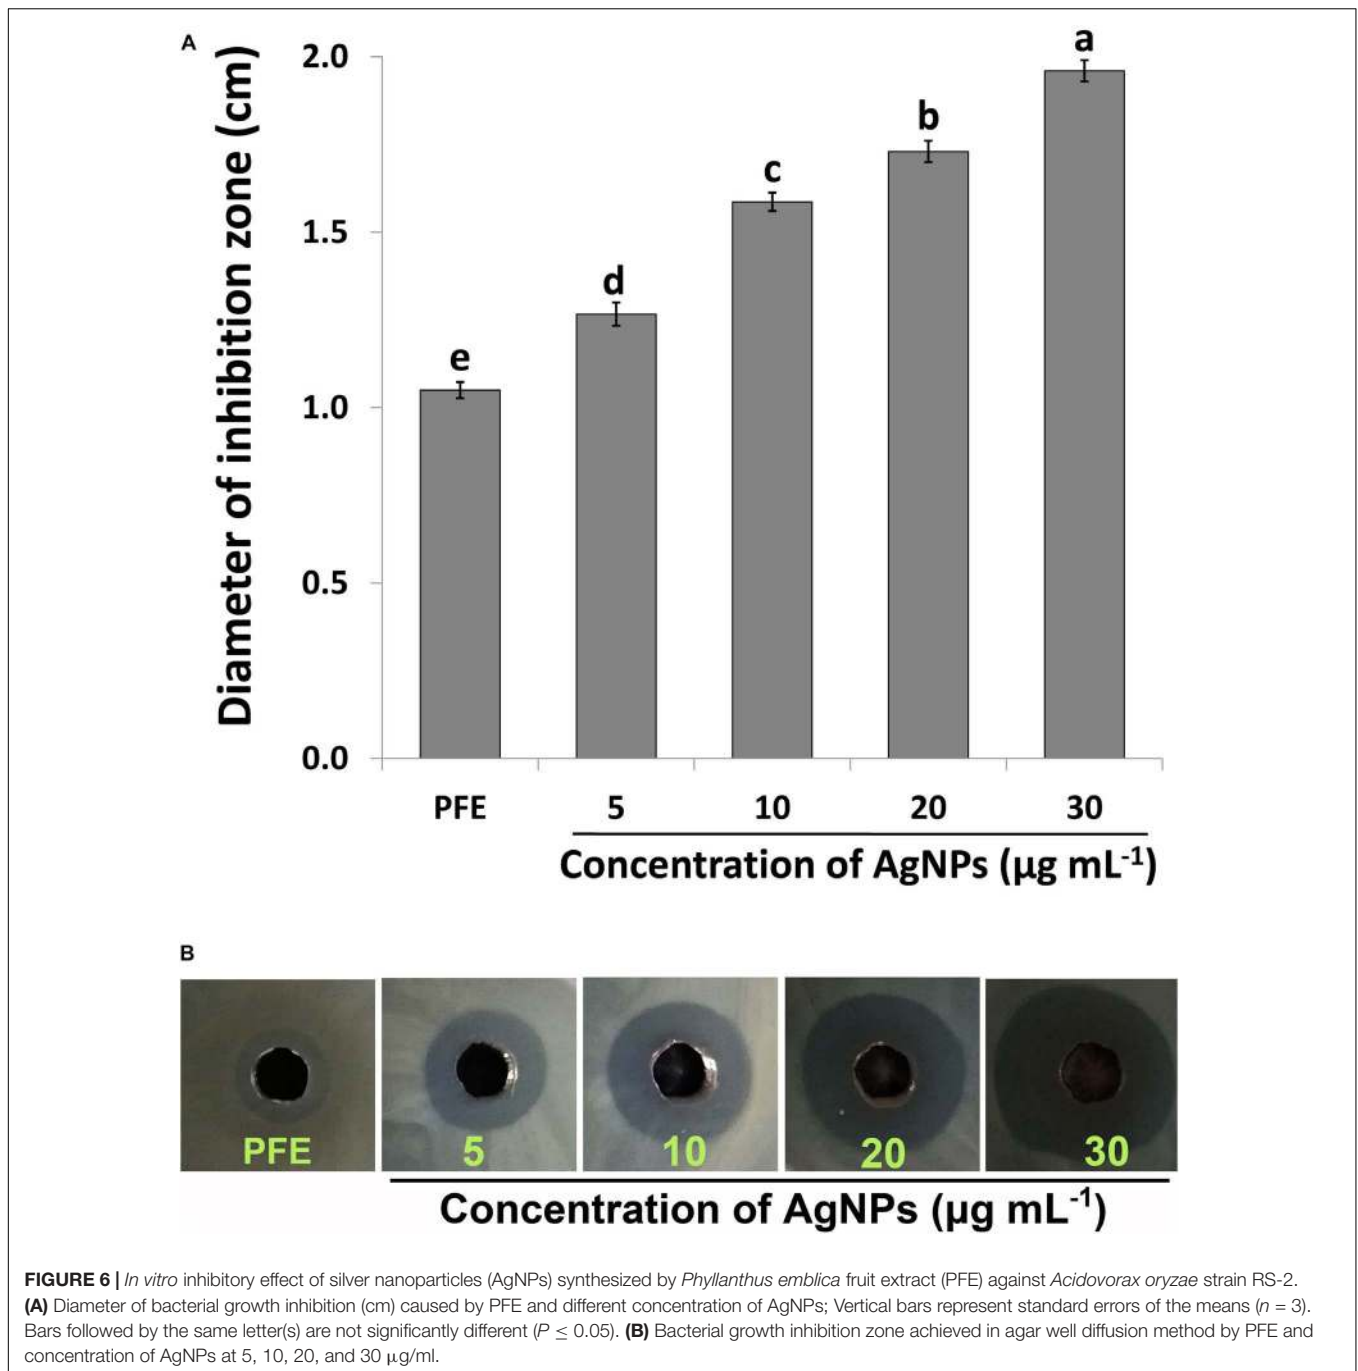 A
Diameter of inhibition zone (cm)
2.0
1.5
1.0
0.5
0.0
a
b
c
d
e
PFE 5 10 20 30
Concentration of AgNPs (µg mL⁻¹)
B
PFE 5 10 20 30
Concentration of AgNPs (µg mL⁻¹)
FIGURE 6 | In vitro inhibitory effect of silver nanoparticles (AgNPs) synthesized by Phyllanthus emblica fruit extract (PFE) against Acidovorax oryzae strain RS-2.
(A) Diameter of bacterial growth inhibition (cm) caused by PFE and different concentration of AgNPs; Vertical bars represent standard errors of the means (n = 3).
Bars followed by the same letter(s) are not significantly different (P ≤ 0.05). (B) Bacterial growth inhibition zone achieved in agar well diffusion method by PFE and
concentration of AgNPs at 5, 10, 20, and 30 µg/ml.